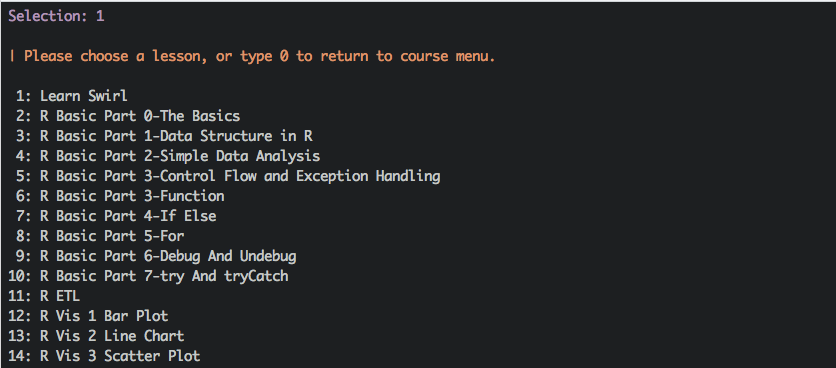 Selection: 1
| Please choose a lesson, or type 0 to return to course menu.
1: Learn Swirl
2: R Basic Part 0-The Basics
3: R Basic Part 1-Data Structure in R
4: R Basic Part 2-Simple Data Analysis
5: R Basic Part 3-Control Flow and Exception Handling
6: R Basic Part 3-Function
7: R Basic Part 4-If Else
8: R Basic Part 5-For
9: R Basic Part 6-Debug And Undebug
10: R Basic Part 7-try And tryCatch
11: R ETL
12: R Vis 1 Bar Plot
13: R Vis 2 Line Chart
14: R Vis 3 Scatter Plot